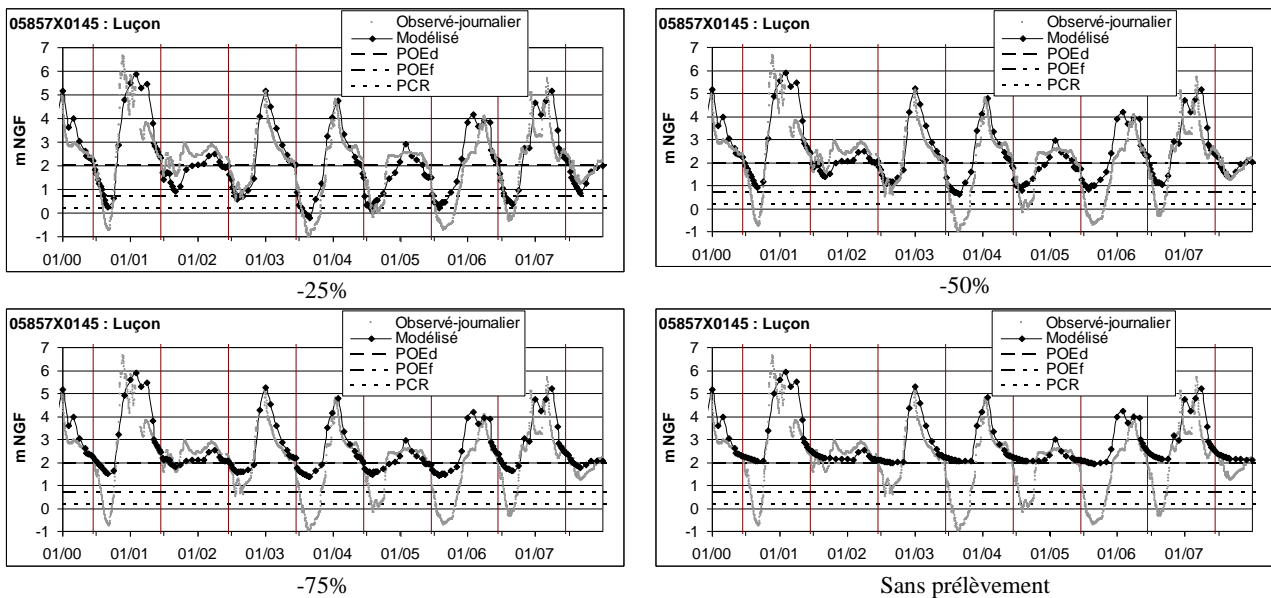 05857X0145 : Luçon
Observé-journalier
Modélisé
POEd
POEf
PCR
m NGF
7
6
5
4
3
2
1
0
-1
01/00 01/01 01/02 01/03 01/04 01/05 01/06 01/07
-25%
05857X0145 : Luçon
Observé-journalier
Modélisé
POEd
POEf
PCR
m NGF
7
6
5
4
3
2
1
0
-1
01/00 01/01 01/02 01/03 01/04 01/05 01/06 01/07
-50%
05857X0145 : Luçon
Observé-journalier
Modélisé
POEd
POEf
PCR
m NGF
7
6
5
4
3
2
1
0
-1
01/00 01/01 01/02 01/03 01/04 01/05 01/06 01/07
-75%
05857X0145 : Luçon
Observé-journalier
Modélisé
POEd
POEf
PCR
m NGF
7
6
5
4
3
2
1
0
-1
01/00 01/01 01/02 01/03 01/04 01/05 01/06 01/07
Sans prélèvement